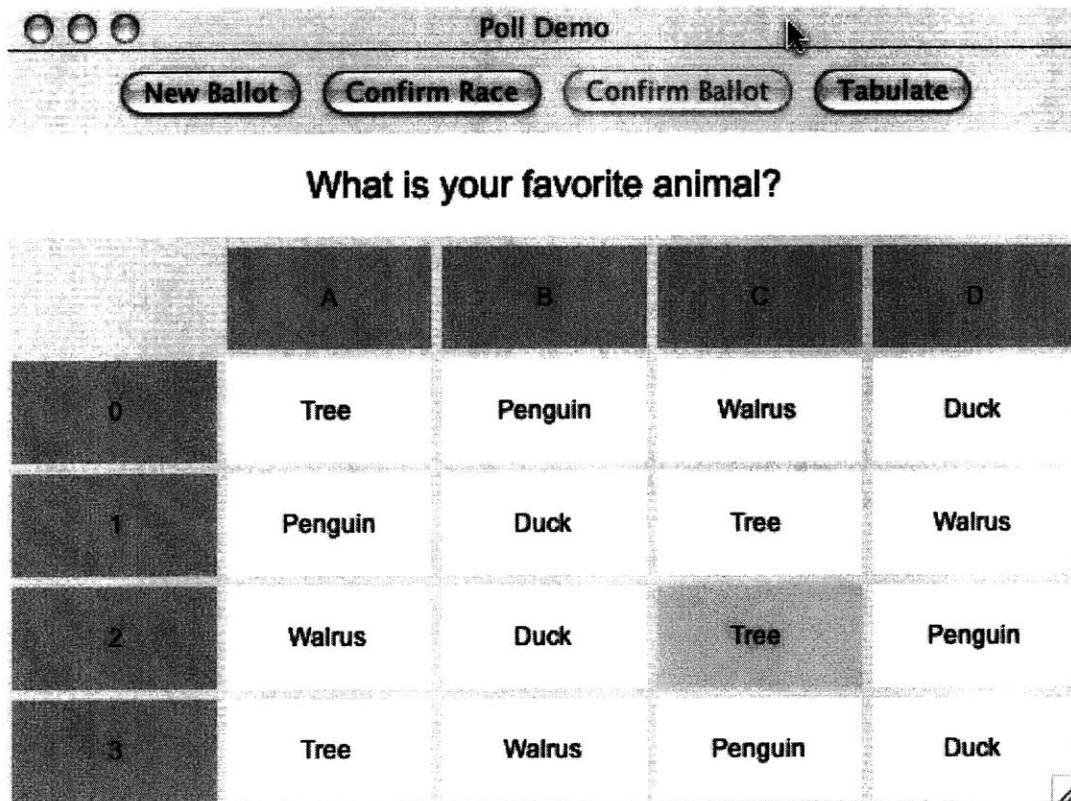 Poll Demo
New Ballot Confirm Race Confirm Ballot Tabulate
What is your favorite animal?
A B C D
0 Tree Penguin Walrus Duck
1 Penguin Duck Tree Walrus
2 Walrus Duck Tree Penguin
3 Tree Walrus Penguin Duck